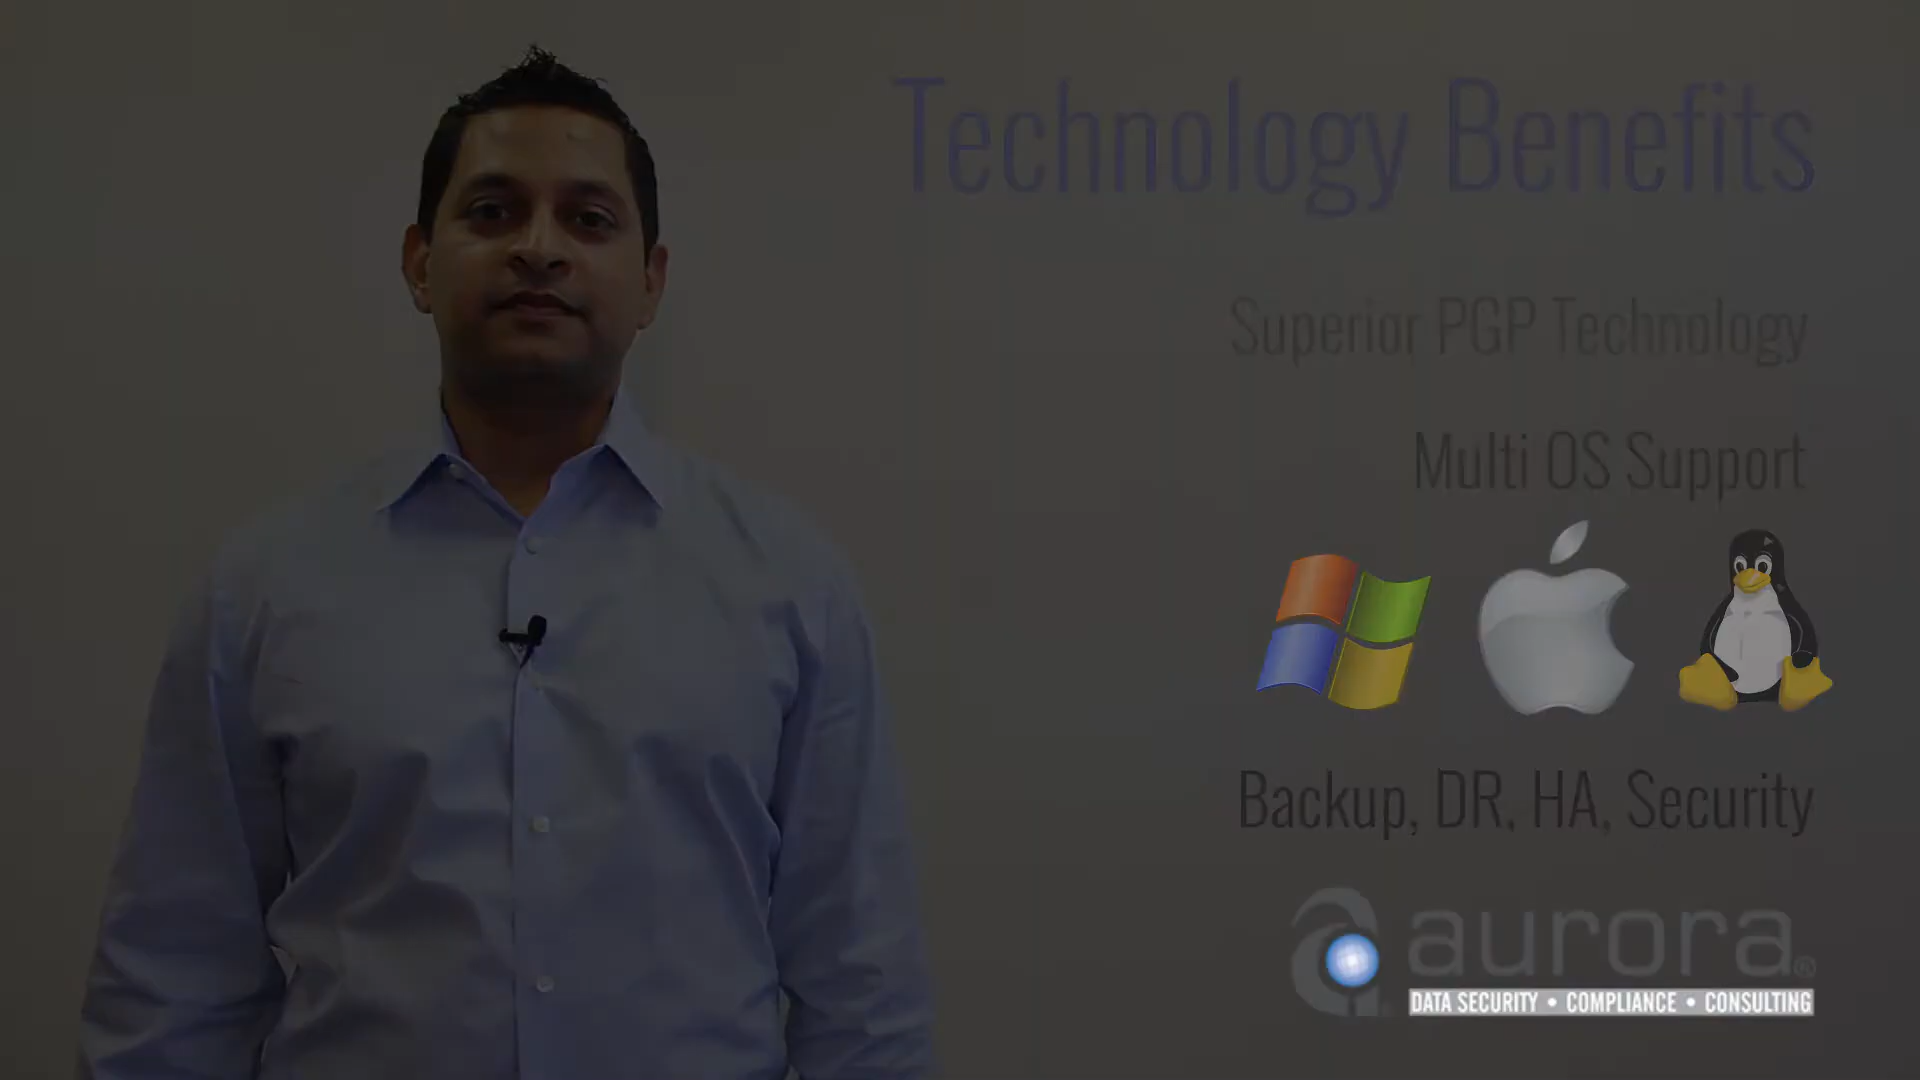 Technology Benefits
Superior PGP Technology
Multi OS Support
Backup, DR, HA, Security
aurora®
DATA SECURITY • COMPLIANCE • CONSULTING